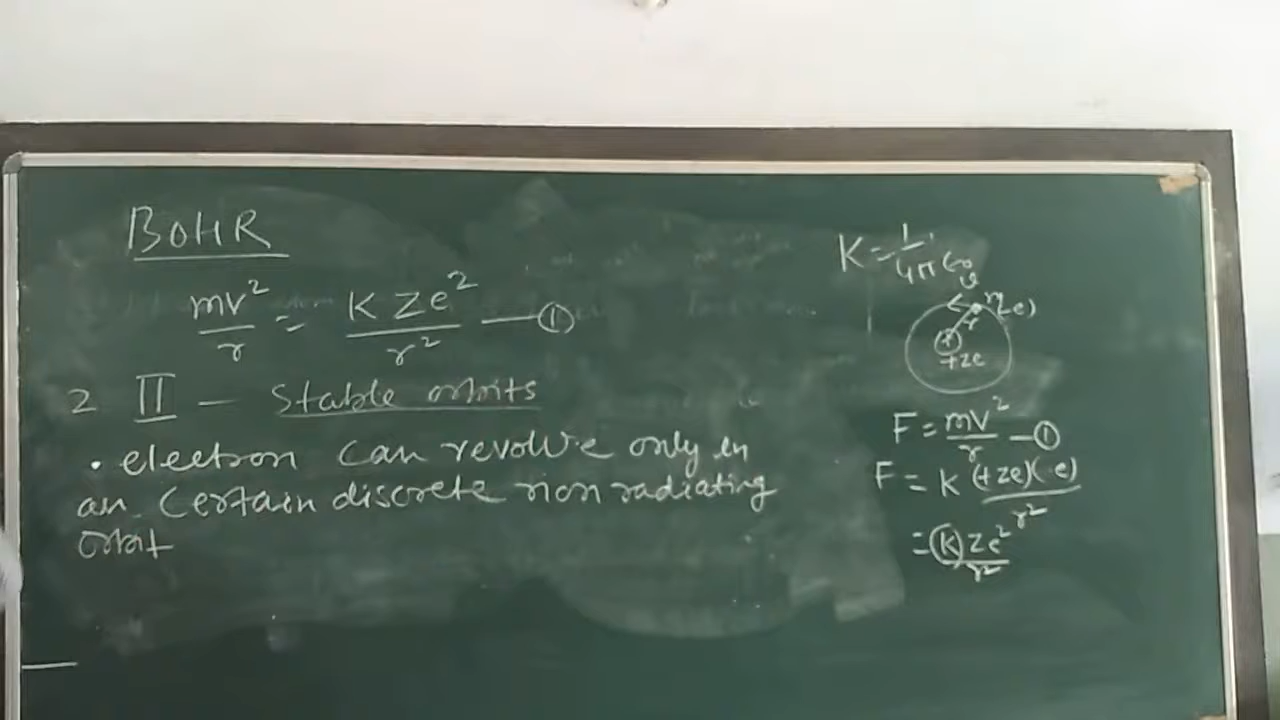 BOHR
mv²/r = KZe²/r² —①
2 II — Stable orbits
• electron can revolve only in
an certain discrete non radiating
orbit
K = 1/4πε₀
v
r
+
+Ze
F = mv²/r —①
F = K (+ze)( e)/r²
= K Ze²/r²